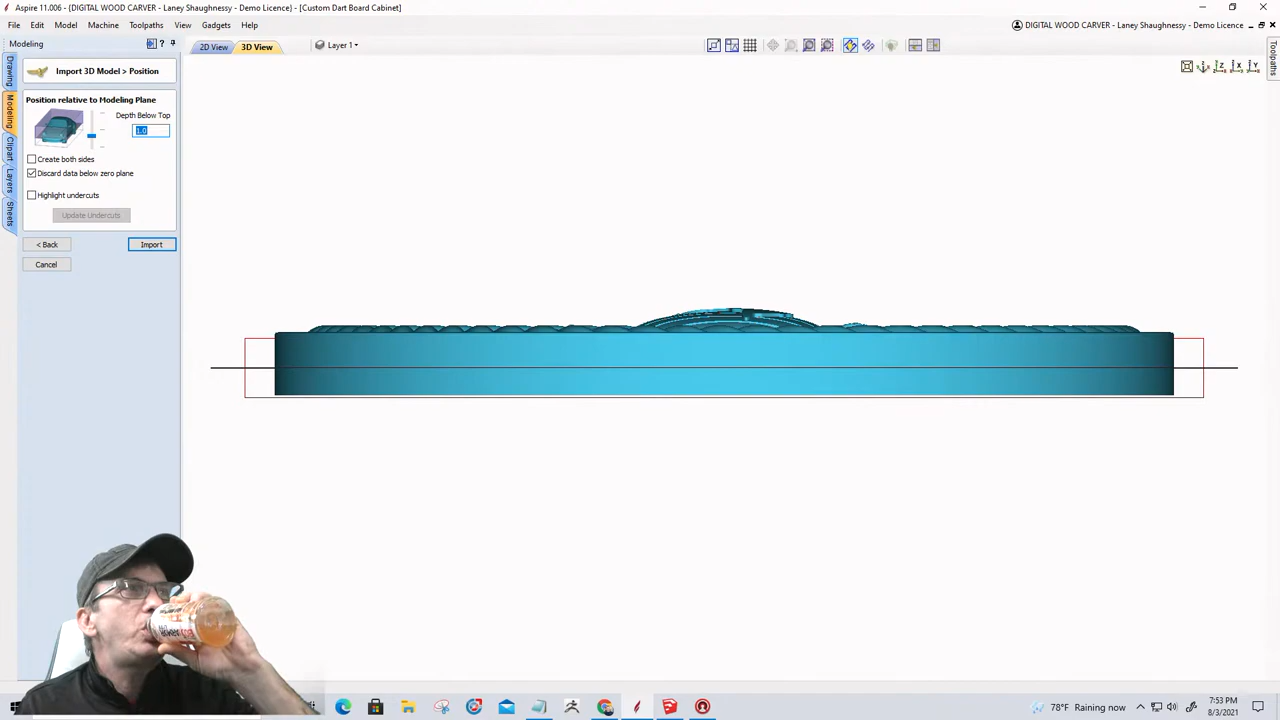 Aspire 11.006 - {DIGITAL WOOD CARVER - Laney Shaughnessy - Demo Licence} - [Custom Dart Board Cabinet]
File Edit Model Machine Toolpaths View Gadgets Help
DIGITAL WOOD CARVER - Laney Shaughnessy - Demo Licence
Modeling
2D View 3D View Layer 1
Drawing
Modeling
Clipart
Layers
Sheets
Toolpaths
Import 3D Model > Position
Position relative to Modeling Plane
Depth Below Top
1.0
Create both sides
Discard data below zero plane
Highlight undercuts
Update Undercuts
< Back
Import
Cancel
78°F Raining now
7:53 PM
8/3/2021